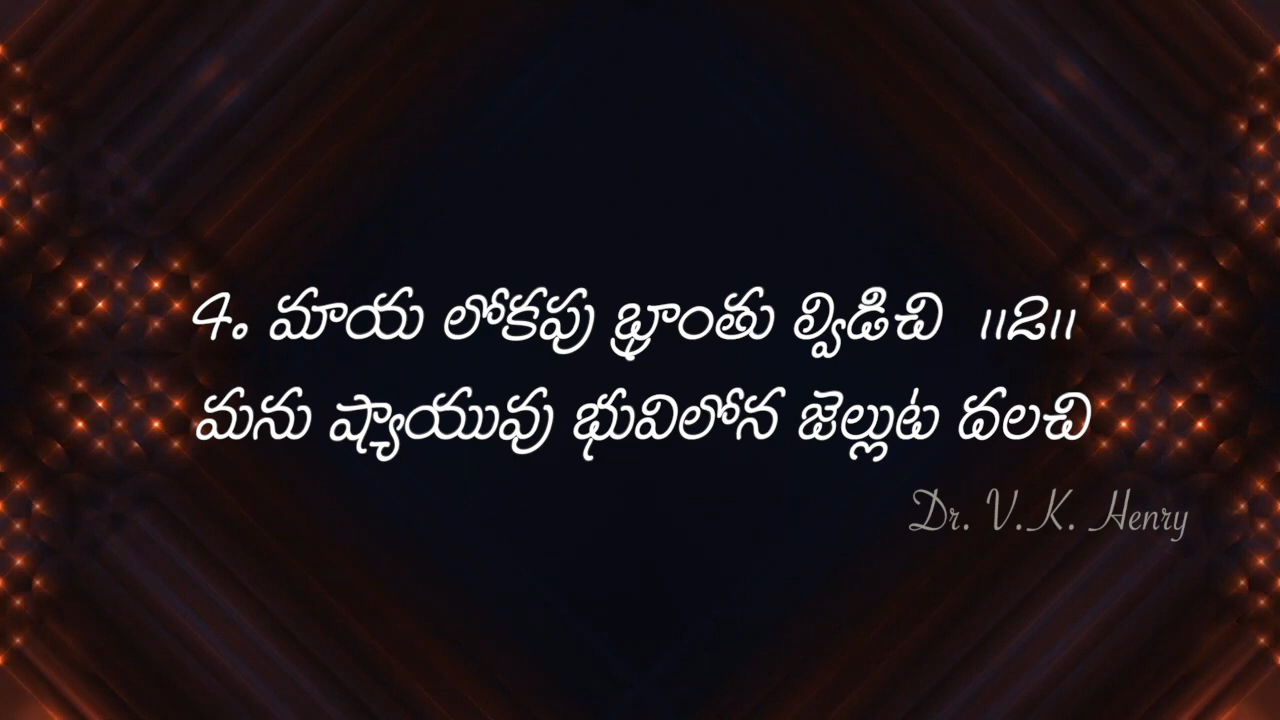 4. మాయ లోకపు భ్రాంతు ల్విడిచి ॥2॥
మను ష్యాయువు భువిలోన జెల్లుట దలచి
Dr. V.K. Henry